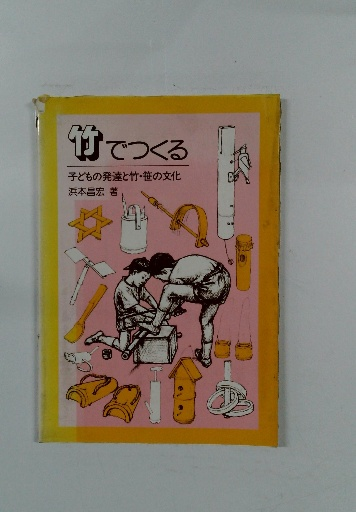 竹でつくる
子どもの発達と竹・笹の文化
浜本昌宏 著